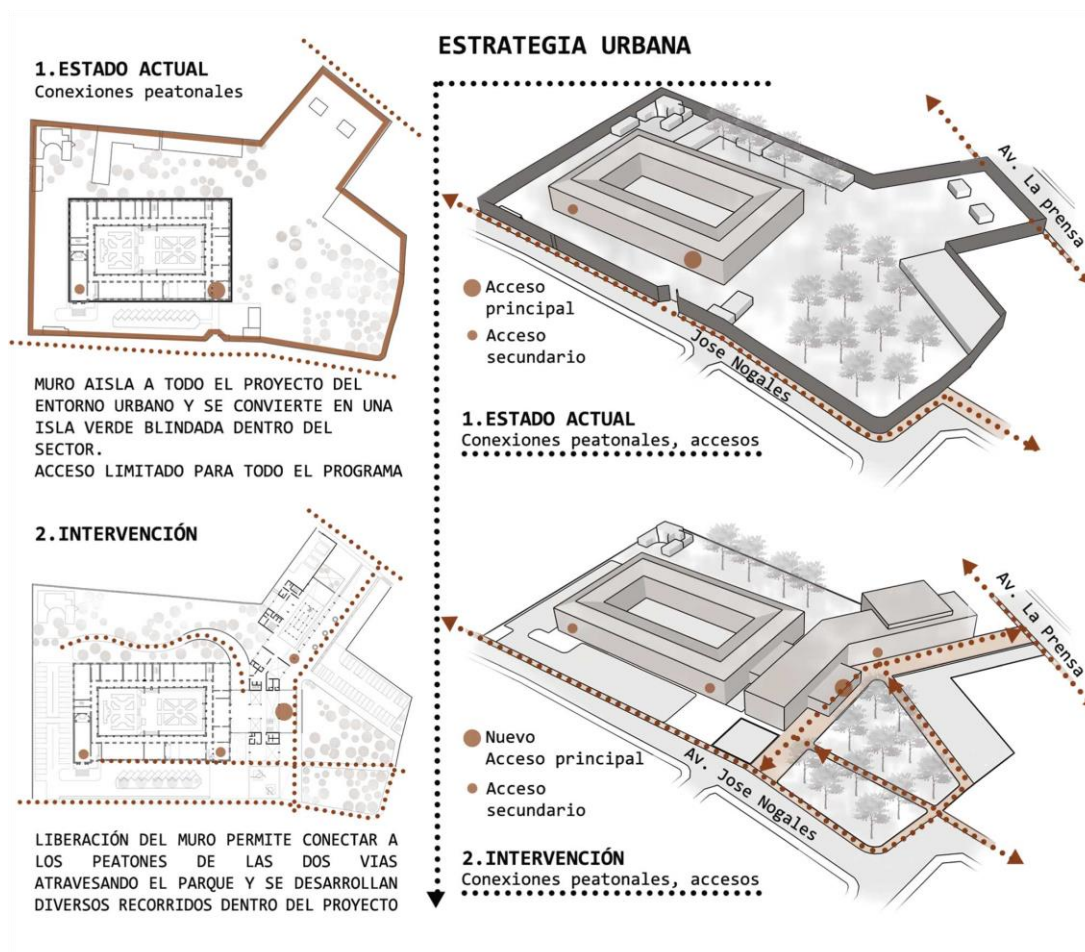 ESTRATEGIA URBANA
1.ESTADO ACTUAL
Conexiones peatonales
MURO AISLA A TODO EL PROYECTO DEL
ENTORNO URBANO Y SE CONVIERTE EN UNA
ISLA VERDE BLINDADA DENTRO DEL
SECTOR.
ACCESO LIMITADO PARA TODO EL PROGRAMA
Av. La prensa
Acceso
principal
Acceso
secundario
Jose Nogales
1.ESTADO ACTUAL
Conexiones peatonales, accesos
2.INTERVENCIÓN
LIBERACIÓN DEL MURO PERMITE CONECTAR A
LOS PEATONES DE LAS DOS VIAS
ATRAVESANDO EL PARQUE Y SE DESARROLLAN
DIVERSOS RECORRIDOS DENTRO DEL PROYECTO
Av. La Prensa
Nuevo
Acceso principal
Acceso
secundario
Av. Jose Nogales
2.INTERVENCIÓN
Conexiones peatonales, accesos